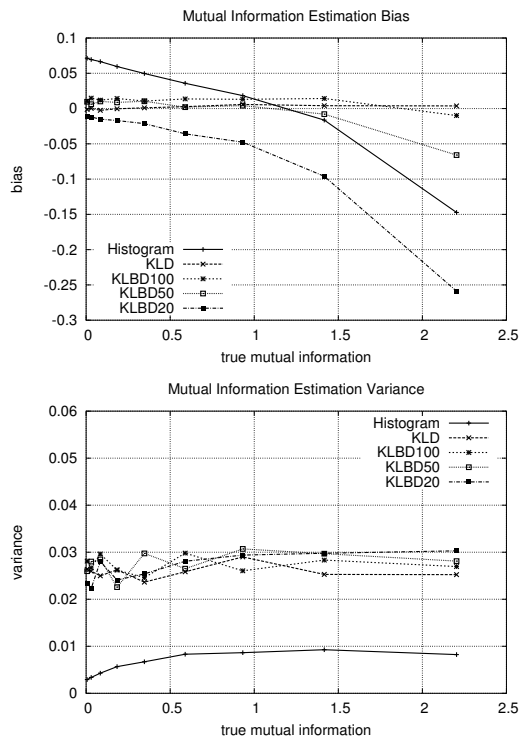 Mutual Information Estimation Bias
0.1
0.05
0
-0.05
-0.1
-0.15
-0.2
-0.25
-0.3
bias
Histogram
KLD
KLBD100
KLBD50
KLBD20
0 0.5 1 1.5 2 2.5
true mutual information
Mutual Information Estimation Variance
0.06
0.05
0.04
0.03
0.02
0.01
0
variance
Histogram
KLD
KLBD100
KLBD50
KLBD20
0 0.5 1 1.5 2 2.5
true mutual information